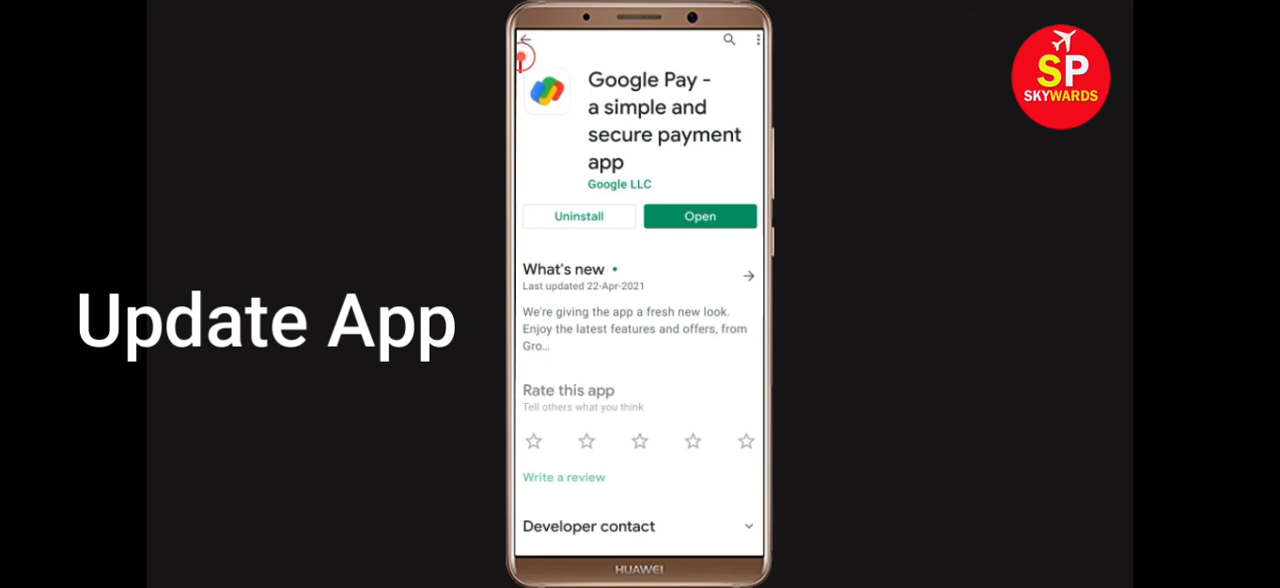 SP
SKYWARDS
Google Pay -
a simple and
secure payment
app
Google LLC
Uninstall
Open
What's new
Last updated 22-Apr-2021
We're giving the app a fresh new look.
Enjoy the latest features and offers, from
Gro...
Update App
Rate this app
Tell others what you think
Write a review
Developer contact
HUAWEI